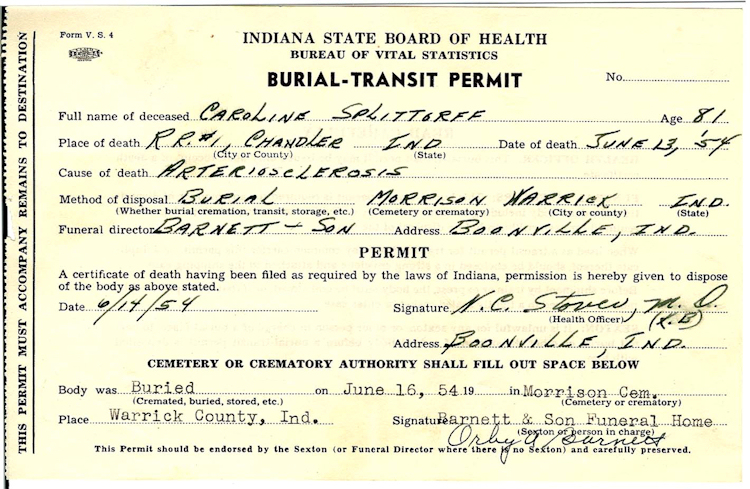 Form V. S. 4
INDIANA STATE BOARD OF HEALTH
BUREAU OF VITAL STATISTICS
BURIAL-TRANSIT PERMIT
No.
Full name of deceased CAROLINE SPLITTORFF Age 81
Place of death R.R.#1, CHANDLER IND Date of death JUNE 13, '54
(City or County) (State)
Cause of death ARTERIOSCLEROSIS
Method of disposal BURIAL MORRISON WARRICK IND.
(Whether burial cremation, transit, storage, etc.) (Cemetery or crematory) (City or county) (State)
Funeral director BARNETT - SON Address BOONVILLE, IND.
PERMIT
A certificate of death having been filed as required by the laws of Indiana, permission is hereby given to dispose
of the body as above stated.
Date 6/14/54 Signature N.C. Stover, M.D.
(Health Officer) (K.B)
Address BOONVILLE, IND.
CEMETERY OR CREMATORY AUTHORITY SHALL FILL OUT SPACE BELOW
Body was Buried on June 16, 54 19 in Morrison Cem.
(Cremated, buried, stored, etc.) (Cemetery or crematory)
Place Warrick County, Ind. Signature Barnett & Son Funeral Home
(Sexton or person in charge)
Orby A Barnett
This Permit should be endorsed by the Sexton (or Funeral Director where there is no Sexton) and carefully preserved.
THIS PERMIT MUST ACCOMPANY REMAINS TO DESTINATION